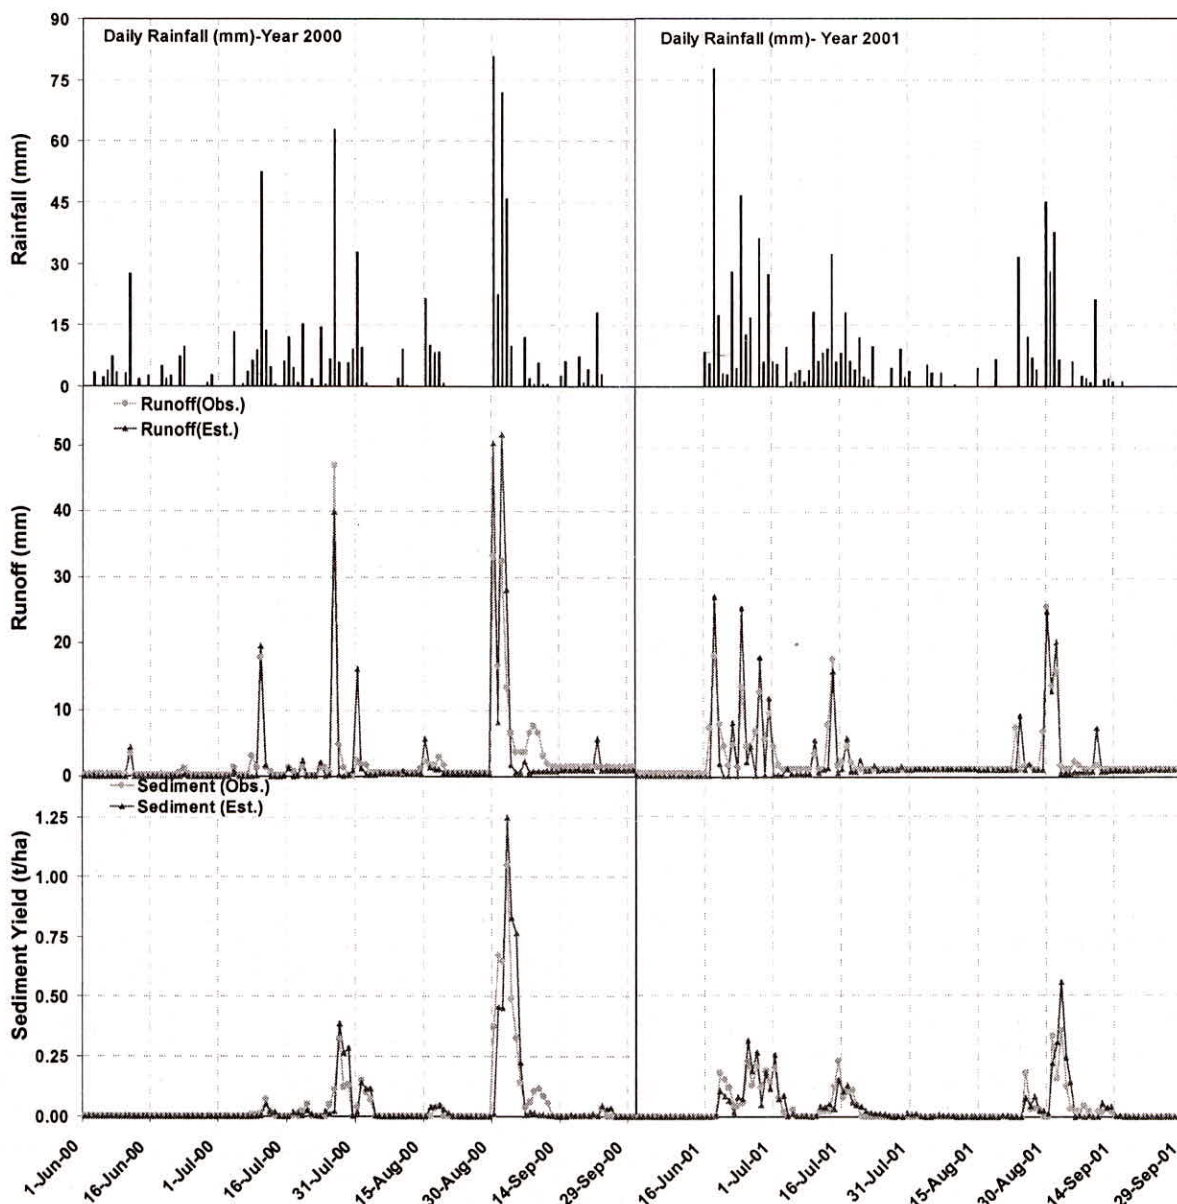 Daily Rainfall (mm)-Year 2000
Daily Rainfall (mm)- Year 2001
Rainfall (mm)
90
75
60
45
30
15
0
Runoff(Obs.)
Runoff(Est.)
Runoff (mm)
50
40
30
20
10
0
Sediment (Obs.)
Sediment (Est.)
Sediment Yield (t/ha)
1.25
1.00
0.75
0.50
0.25
0.00
1-Jun-00
16-Jun-00
1-Jul-00
16-Jul-00
31-Jul-00
15-Aug-00
30-Aug-00
14-Sep-00
29-Sep-00
16-Jun-01
1-Jul-01
16-Jul-01
31-Jul-01
15-Aug-01
30-Aug-01
14-Sep-01
29-Sep-01